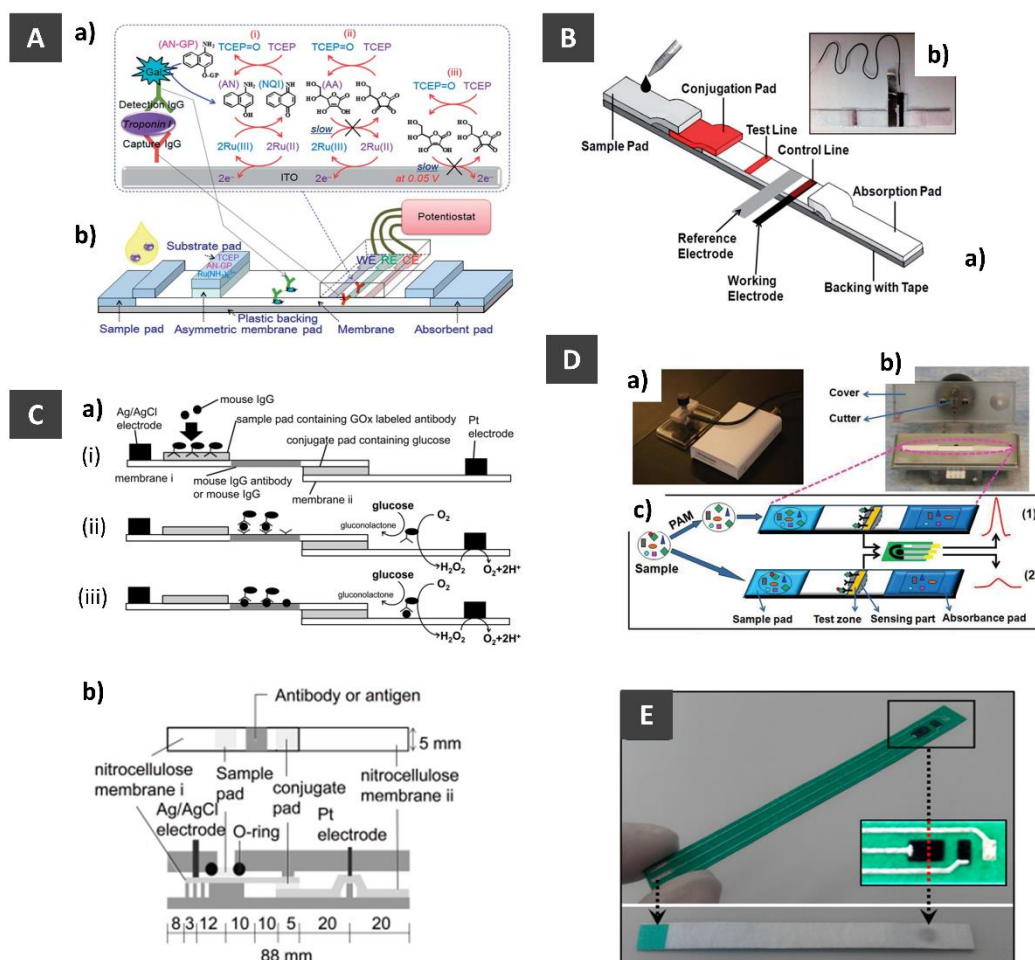 A
a)
(AN-GP)
NH₂
O-GP
Gal
(i)
TCEP=O TCEP
(ii)
TCEP=O TCEP
(iii)
TCEP=O TCEP
(AN)
(NQI)
(AA)
Detection IgG
Troponin I
Capture IgG
slow
slow
2Ru(III) 2Ru(II) 2Ru(III) 2Ru(II)
2e⁻ ITO 2e⁻ at 0.05 V 2e⁻
b)
Potentiostat
Substrate pad
TCEP
AN-GP
WE RE CE
Plastic backing
Sample pad Asymmetric membrane pad Membrane Absorbent pad
B
b)
Conjugation Pad
Test Line
Control Line
Sample Pad
Absorption Pad
Reference
Electrode
Working
Electrode
a)
Backing with Tape
C
a)
mouse IgG
Ag/AgCl
electrode
sample pad containing GOx labeled antibody
conjugate pad containing glucose
Pt
electrode
(i)
membrane i
mouse IgG antibody
or mouse IgG
membrane ii
(ii)
glucose
O₂
gluconolactone
H₂O₂
O₂+2H⁺
(iii)
glucose
O₂
gluconolactone
H₂O₂
O₂+2H⁺
b)
Antibody or antigen
5 mm
nitrocellulose
membrane i
Sample
pad
conjugate
pad
nitrocellulose
membrane ii
Ag/AgCl
electrode
O-ring
Pt
electrode
8 3 12 10 10 5 20 20
88 mm
D
a)
b)
Cover
Cutter
c)
PAM
Sample
(1)
(2
Sample pad Test zone Sensing part Absorbance pad
E